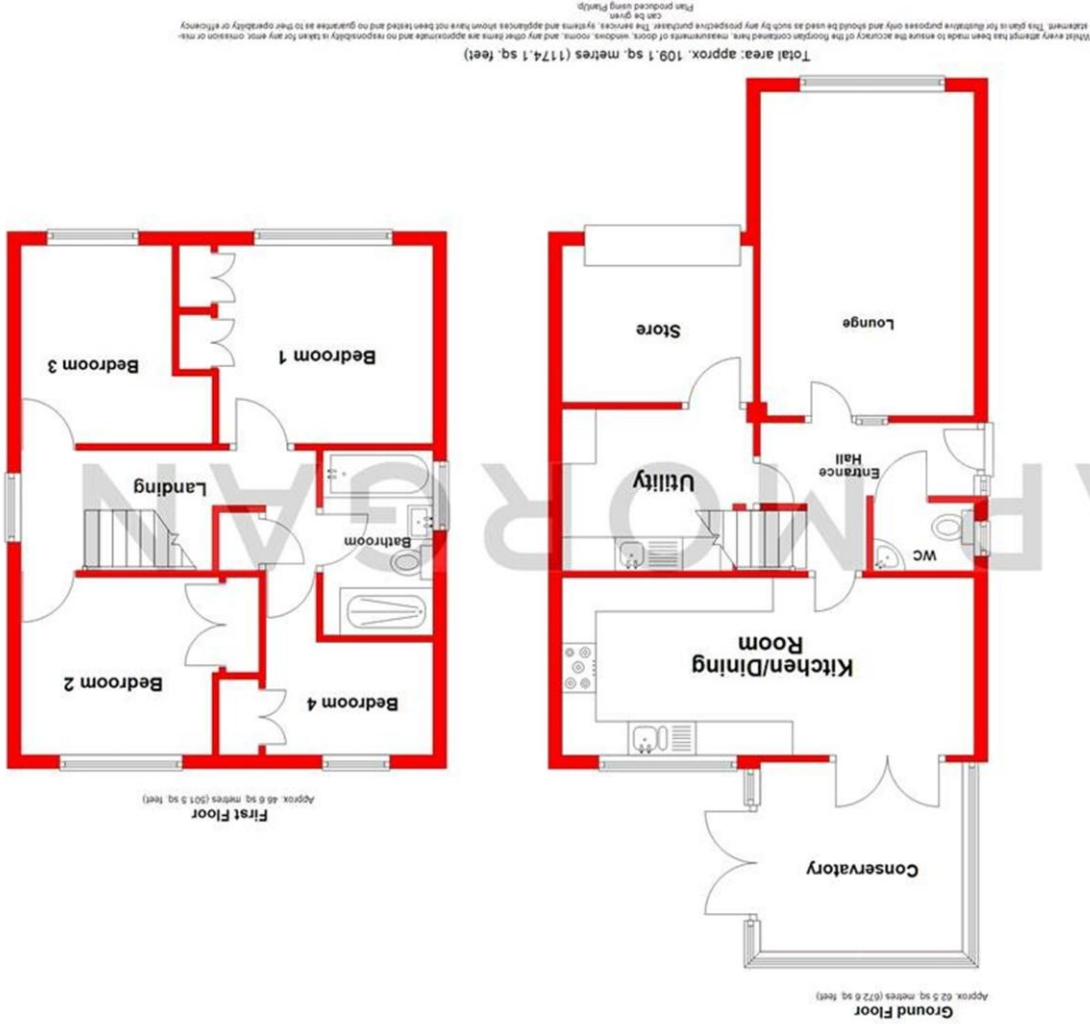 Ground Floor
Approx. 62.5 sq. metres (672.6 sq. feet)
Conservatory
Kitchen/Dining
Room
WC
Utility
Entrance
Hall
Lounge
Store
First Floor
Approx. 46.6 sq. metres (501.5 sq. feet)
Bedroom 4
Bedroom 2
Bathroom
Landing
Bedroom 1
Bedroom 3
Total area: approx. 109.1 sq. metres (1174.1 sq. feet)
Whilst every attempt has been made to ensure the accuracy of the floorplan contained here, measurements of doors, windows, rooms, and any other items are approximate and no responsibility is taken for any error, omission or mis-
statement. This plan is for illustrative purposes only and should be used as such by any prospective purchaser. The services, systems and appliances shown have not been tested and no guarantee as to their operability or efficiency
can be given
Plan produced using PlanUp.
MORGAN